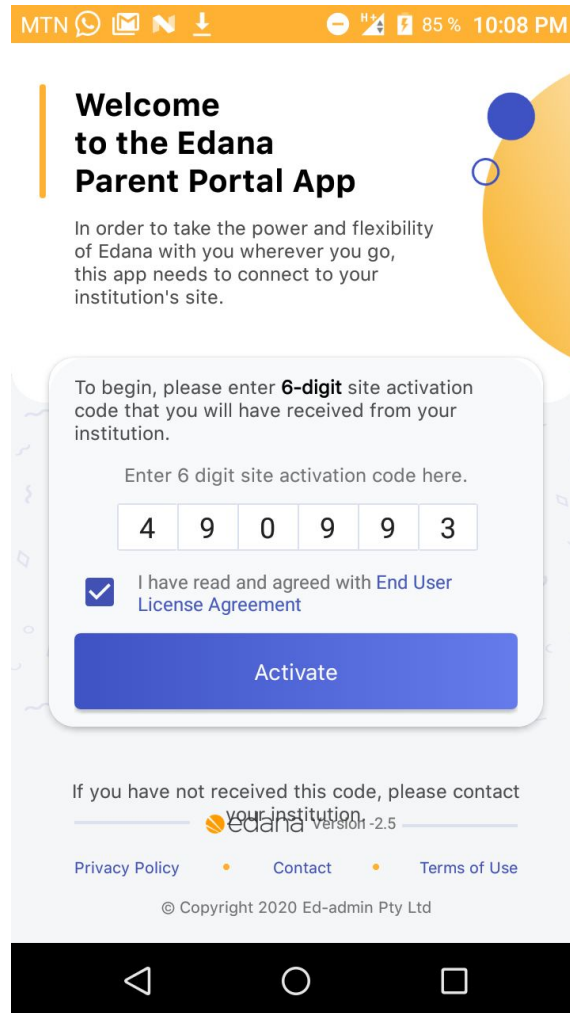 MTN 85 % 10:08 PM
Welcome
to the Edana
Parent Portal App
In order to take the power and flexibility
of Edana with you wherever you go,
this app needs to connect to your
institution's site.
To begin, please enter 6-digit site activation
code that you will have received from your
institution.
Enter 6 digit site activation code here.
4 9 0 9 9 3
I have read and agreed with End User
License Agreement
Activate
If you have not received this code, please contact
your institution.
edana Version -2.5
Privacy Policy • Contact • Terms of Use
© Copyright 2020 Ed-admin Pty Ltd